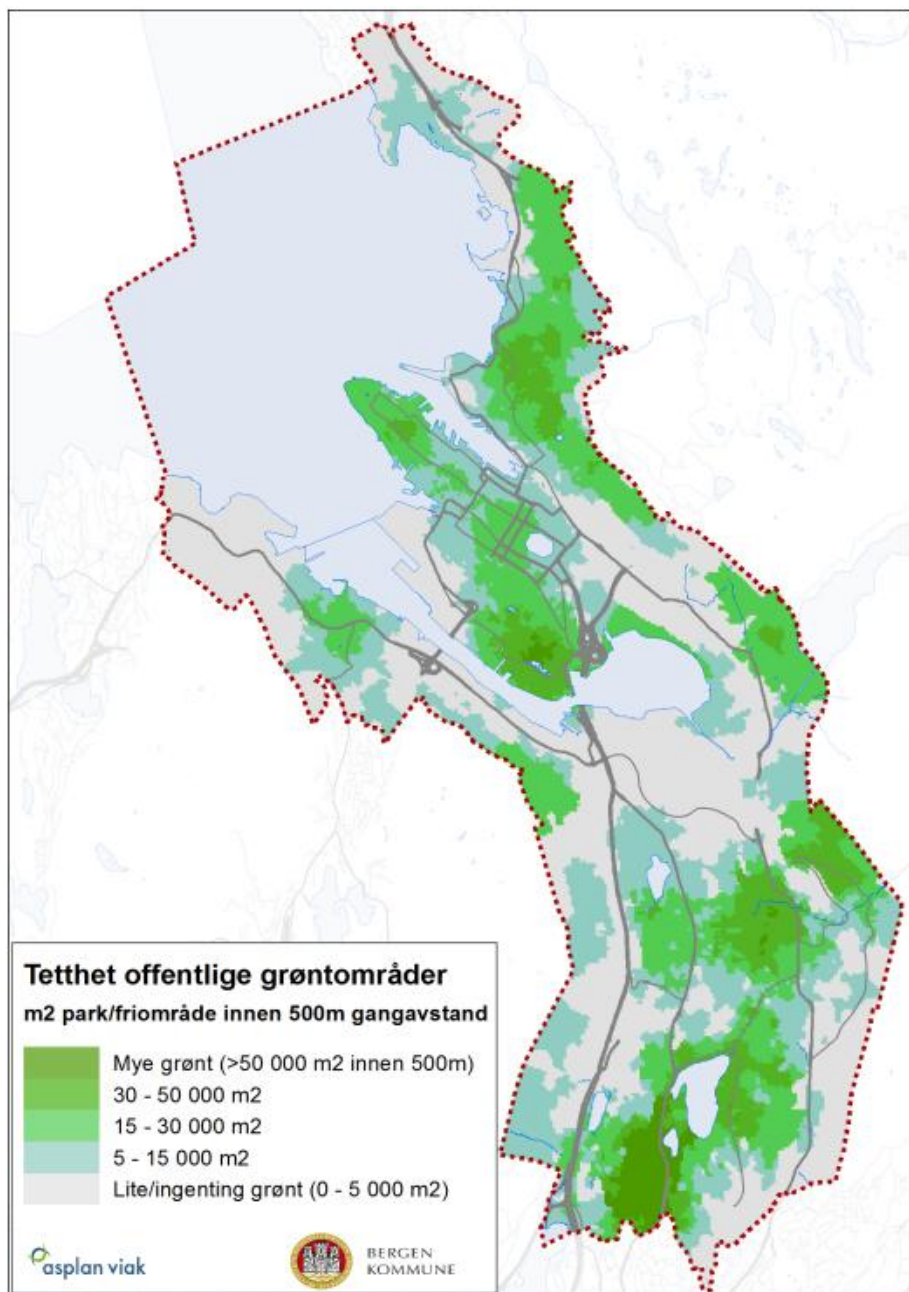 Tetthet offentlige grøntområder
m2 park/friområde innen 500m gangavstand
Mye grønt (>50 000 m2 innen 500m)
30 - 50 000 m2
15 - 30 000 m2
5 - 15 000 m2
Lite/ingenting grønt (0 - 5 000 m2)
asplan viak
BERGEN
KOMMUNE